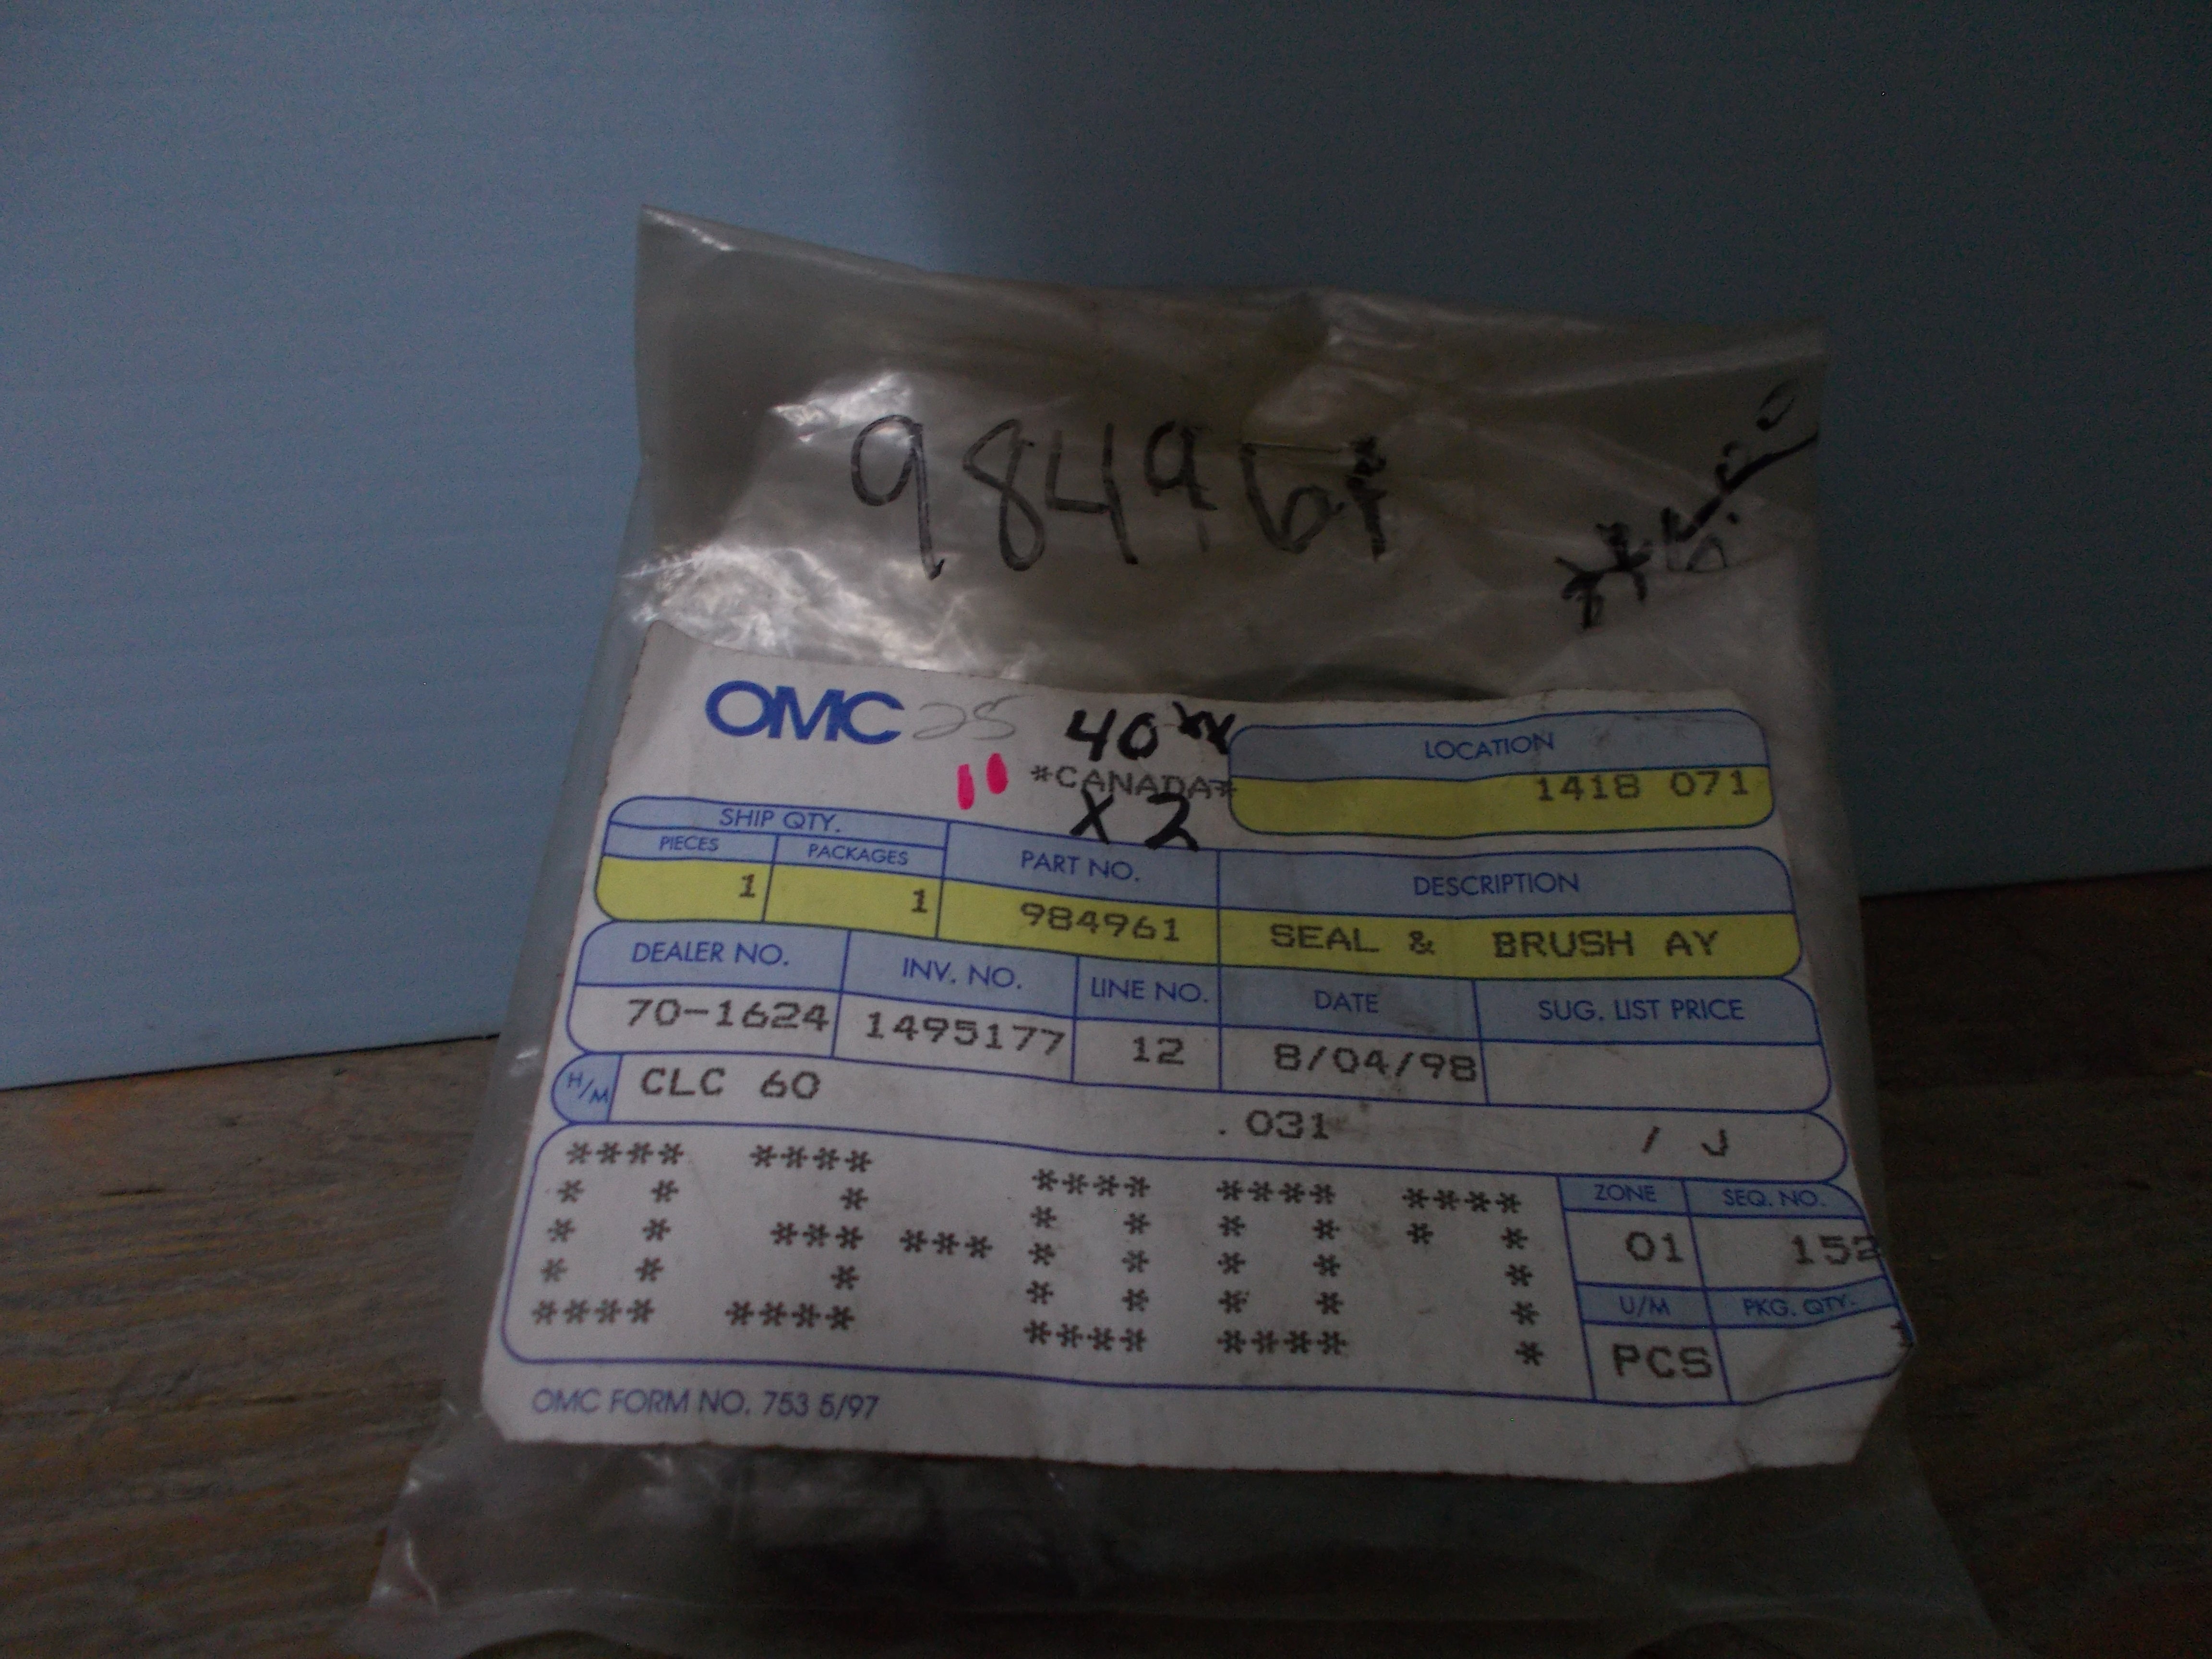 984961
OMC 25 40xx
*CANADA*
X 2
LOCATION
1418 071
SHIP QTY.
PIECES PACKAGES PART NO. DESCRIPTION
1 1 984961 SEAL & BRUSH AY
DEALER NO. INV. NO. LINE NO. DATE SUG. LIST PRICE
70-1624 1495177 12 8/04/98
H/M CLC 60 .031 / J
**** **** **** **** ****
* * * * * * * * *
* * *** *** * * * * *
* * * * * * * *
**** **** **** **** *
ZONE SEQ. NO.
01 152
U/M PKG. QTY.
PCS
OMC FORM NO. 753 5/97